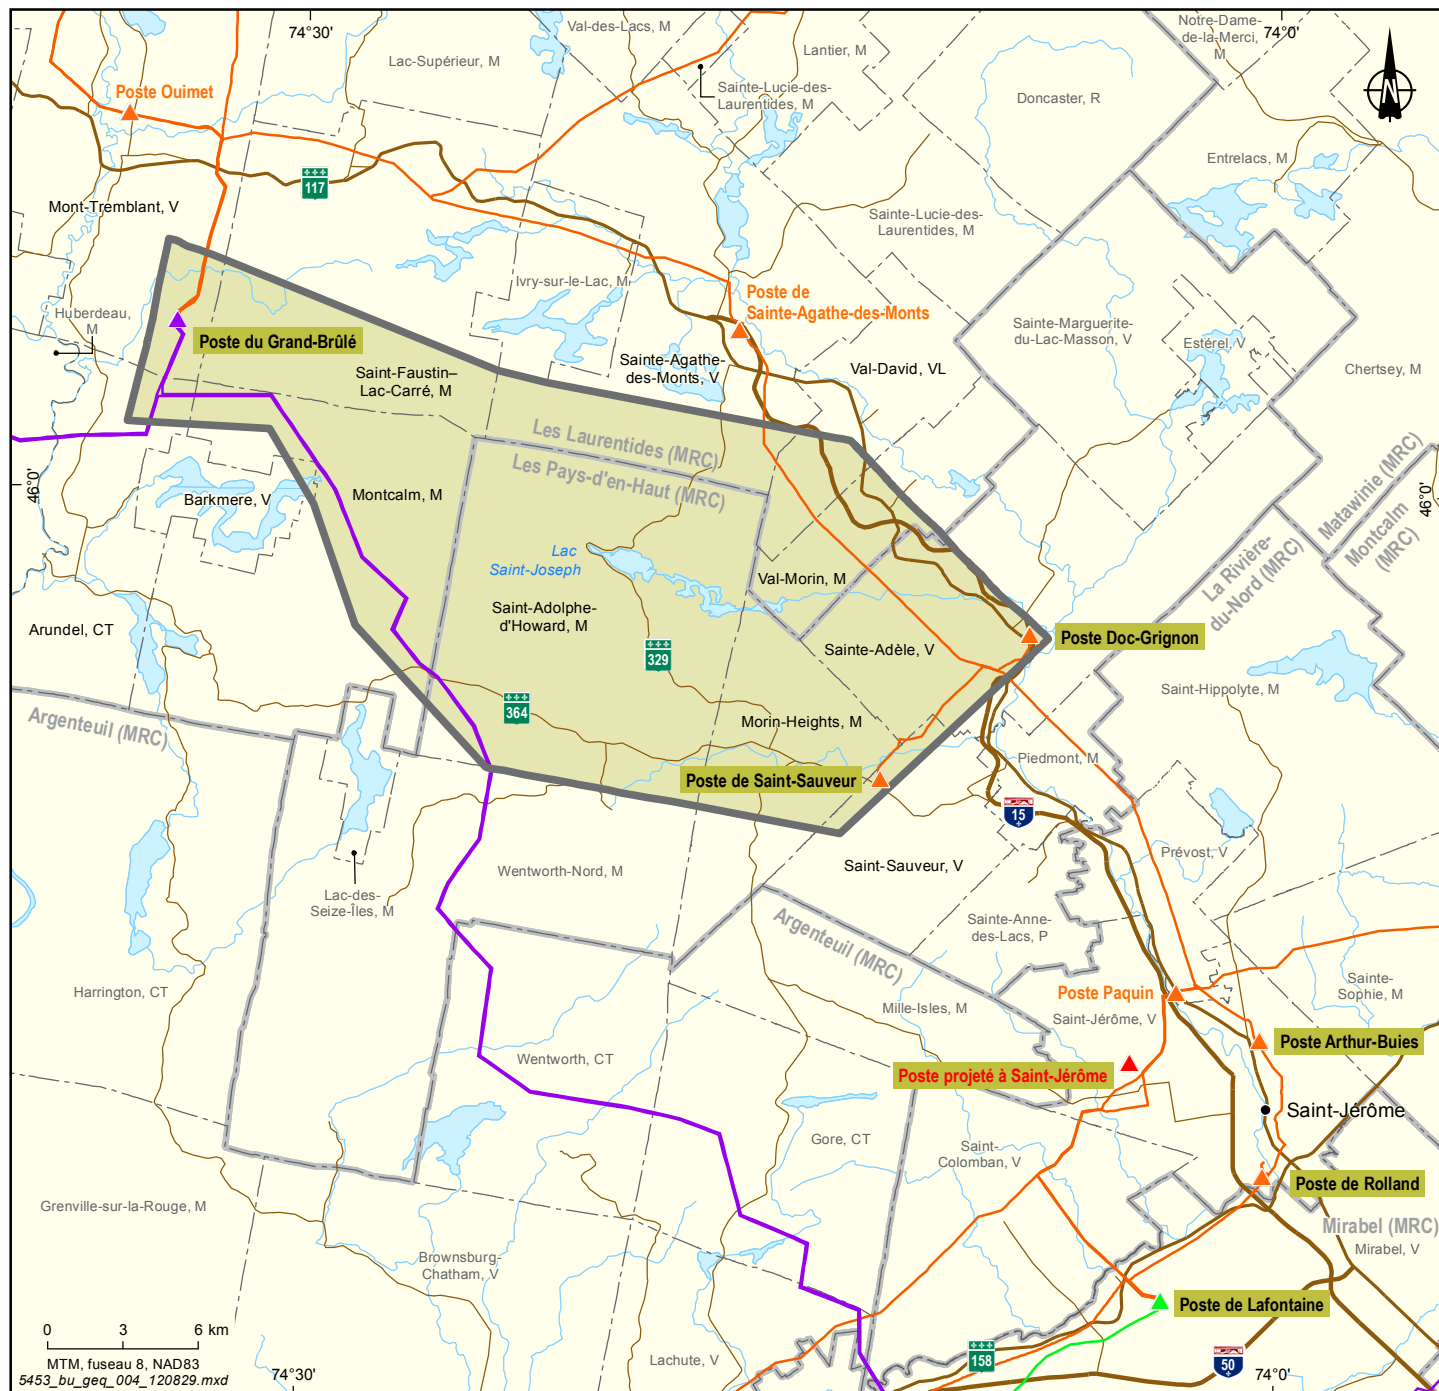 74°30'
Val-des-Lacs, M
Lantier, M
Notre-Dame-
de-la-Merci,
M
74°0'
Lac-Supérieur, M
Poste Ouimet
Sainte-Lucie-des-
Laurentides, M
Doncaster, R
N
117
Entrelacs, M
Mont-Tremblant, V
Sainte-Lucie-des-
Laurentides, M
Ivry-sur-le-Lac, M
Poste de
Sainte-Agathe-des-Monts
Huberdeau,
M
Poste du Grand-Brûlé
Sainte-Marguerite-
du-Lac-Masson, V
Estérel, V
Saint-Faustin–
Lac-Carré, M
Sainte-Agathe-
des-Monts, V
Val-David, VL
Chertsey, M
Les Laurentides (MRC)
Les Pays-d'en-Haut (MRC)
46°0'
Barkmere, V
Montcalm, M
46°0'
Matawinie (MRC)
Montcalm
(MRC)
La Rivière-
du-Nord (MRC)
Lac
Saint-Joseph
Val-Morin, M
Arundel, CT
Saint-Adolphe-
d'Howard, M
Poste Doc-Grignon
329
Sainte-Adèle, V
Saint-Hippolyte, M
Argenteuil (MRC)
364
Morin-Heights, M
Piedmont, M
Poste de Saint-Sauveur
15
Wentworth-Nord, M
Saint-Sauveur, V
Prévost, V
Lac-des-
Seize-Îles, M
Argenteuil (MRC)
Sainte-Anne-
des-Lacs, P
Harrington, CT
Poste Paquin
Sainte-
Sophie, M
Mille-Isles, M
Saint-Jérôme, V
Poste Arthur-Buies
Wentworth, CT
Poste projeté à Saint-Jérôme
Saint-Jérôme
Gore, CT
Saint-
Colomban, V
Poste de Rolland
Grenville-sur-la-Rouge, M
Mirabel (MRC)
Mirabel, V
Brownsburg-
Chatham, V
Poste de Lafontaine
0 3 6 km
MTM, fuseau 8, NAD83
5453_bu_geq_004_120829.mxd
74°30'
Lachute, V
158
50
74°0'